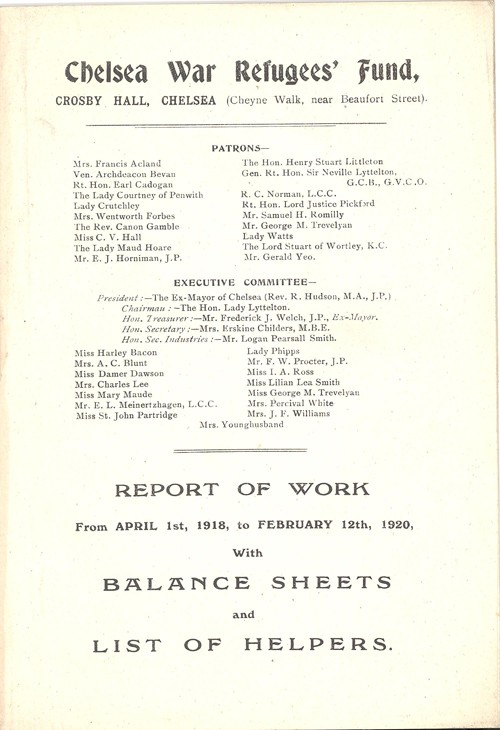 Chelsea War Refugees' Fund,
CROSBY HALL, CHELSEA (Cheyne Walk, near Beaufort Street).
PATRONS—
Mrs. Francis Acland
Ven. Archdeacon Bevan
Rt. Hon. Earl Cadogan
The Lady Courtney of Penwith
Lady Crutchley
Mrs. Wentworth Forbes
The Rev. Canon Gamble
Miss C. V. Hall
The Lady Maud Hoare
Mr. E. J. Horniman, J.P.
The Hon. Henry Stuart Littleton
Gen. Rt. Hon. Sir Neville Lyttelton,
G.C.B., G.V.C.O.
R. C. Norman, L.C.C.
Rt. Hon. Lord Justice Pickford
Mr. Samuel H. Romilly
Mr. George M. Trevelyan
Lady Watts
The Lord Stuart of Wortley, K.C.
Mr. Gerald Yeo.
EXECUTIVE COMMITTEE—
President :—The Ex-Mayor of Chelsea (Rev. R. Hudson, M.A., J.P.)
Chairman : —The Hon. Lady Lyttelton.
Hon. Treasurer :—Mr. Frederick J. Welch, J.P., Ex-Mayor.
Hon. Secretary :—Mrs. Erskine Childers, M.B.E.
Hon. Sec. Industries :—Mr. Logan Pearsall Smith.
Miss Harley Bacon
Mrs. A. C. Blunt
Miss Damer Dawson
Mrs. Charles Lee
Miss Mary Maude
Mr. E. L. Meinertzhagen, L.C.C.
Miss St. John Partridge
Lady Phipps
Mr. F. W. Procter, J.P.
Miss I. A. Ross
Miss Lilian Lea Smith
Miss George M. Trevelyan
Mrs. Percival White
Mrs. J. F. Williams
Mrs. Younghusband
REPORT OF WORK
From APRIL 1st, 1918, to FEBRUARY 12th, 1920,
With
BALANCE SHEETS
and
LIST OF HELPERS.